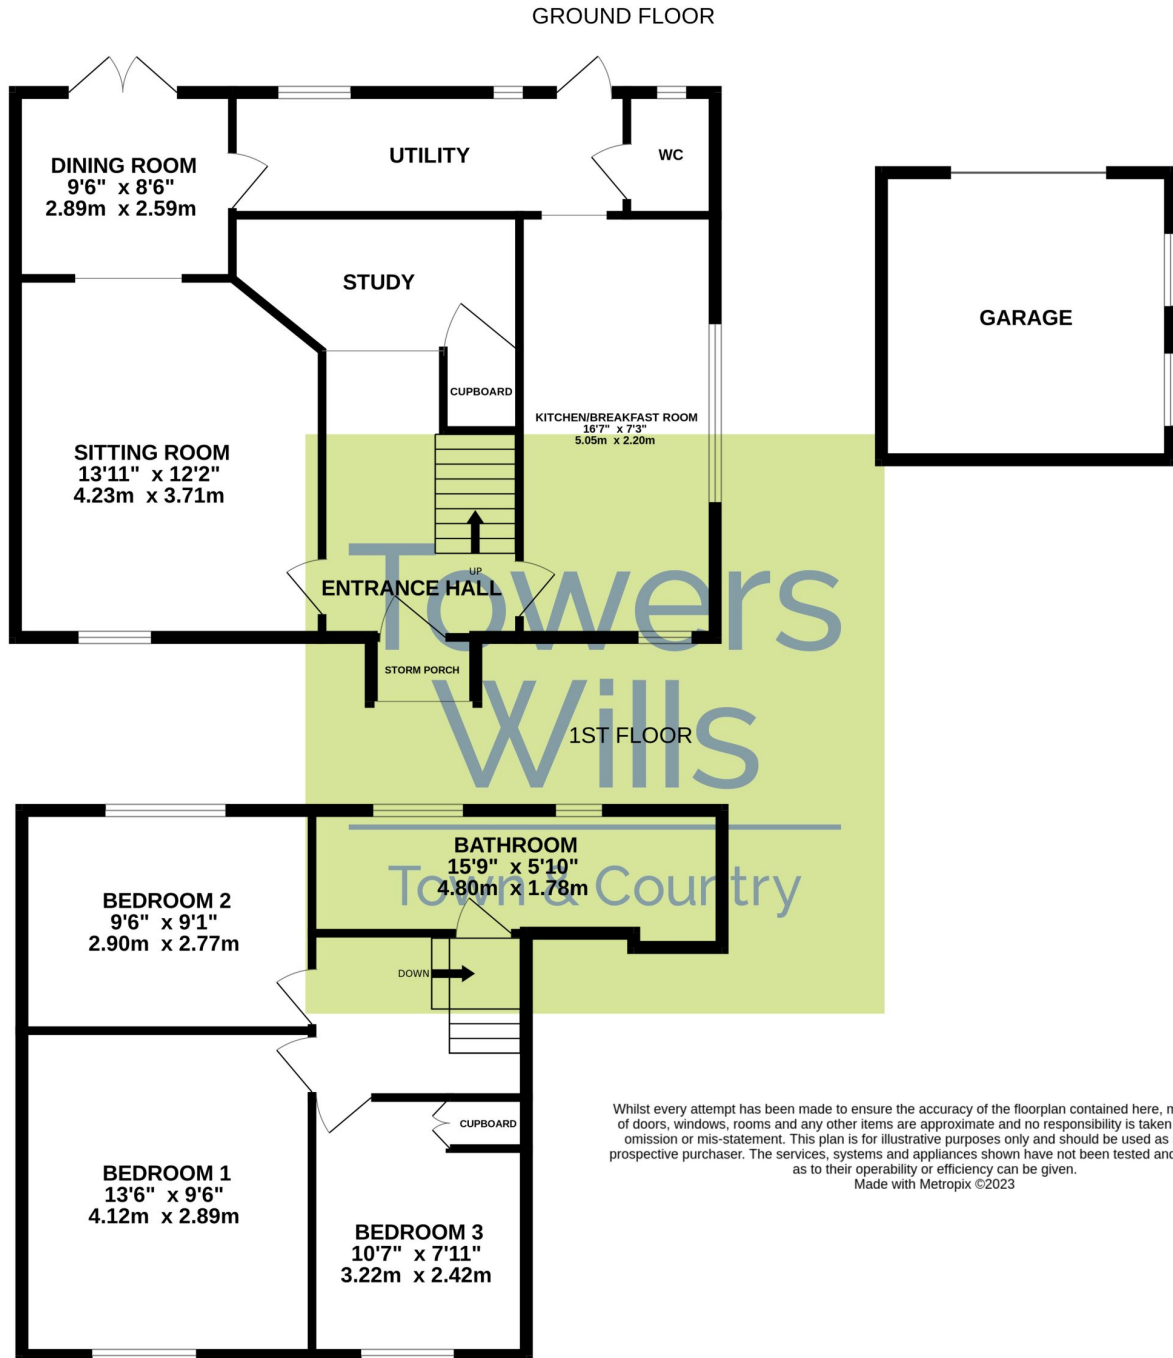 GROUND FLOOR
DINING ROOM
9'6" x 8'6"
2.89m x 2.59m
UTILITY
WC
STUDY
GARAGE
CUPBOARD
KITCHEN/BREAKFAST ROOM
16'7" x 7'3"
5.05m x 2.20m
SITTING ROOM
13'11" x 12'2"
4.23m x 3.71m
UP
ENTRANCE HALL
STORM PORCH
Towers
Wills
Town & Country
1ST FLOOR
BATHROOM
15'9" x 5'10"
4.80m x 1.78m
BEDROOM 2
9'6" x 9'1"
2.90m x 2.77m
DOWN
CUPBOARD
BEDROOM 1
13'6" x 9'6"
4.12m x 2.89m
BEDROOM 3
10'7" x 7'11"
3.22m x 2.42m
Whilst every attempt has been made to ensure the accuracy of the floorplan contained here,
of doors, windows, rooms and any other items are approximate and no responsibility is taken
omission or mis-statement. This plan is for illustrative purposes only and should be used as
prospective purchaser. The services, systems and appliances shown have not been tested and
as to their operability or efficiency can be given.
Made with Metropix ©2023